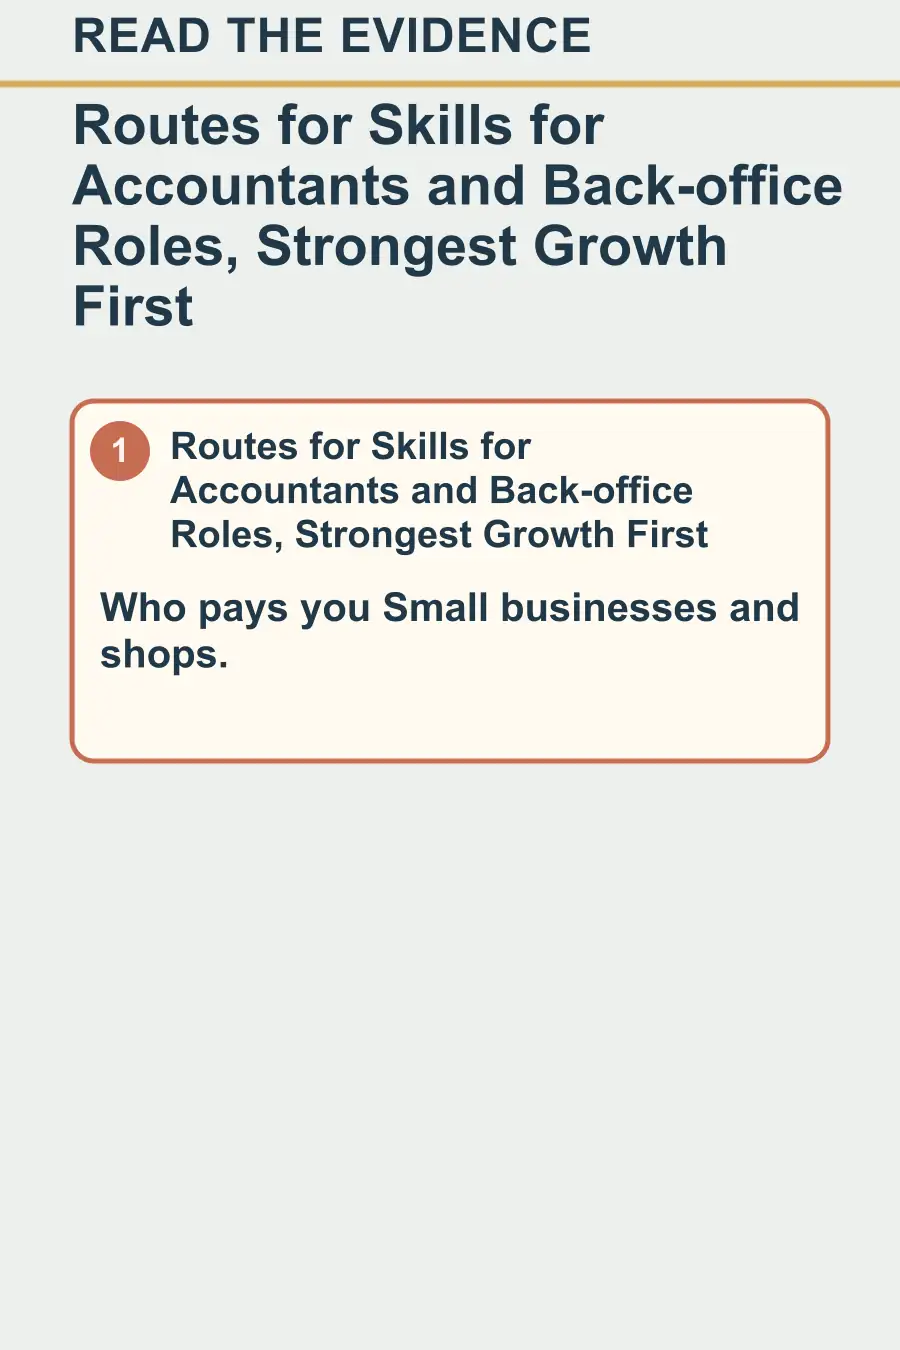 READ THE EVIDENCE
Routes for Skills for
Accountants and Back-office
Roles, Strongest Growth
First
1
Routes for Skills for
Accountants and Back-office
Roles, Strongest Growth First
Who pays you Small businesses and
shops.